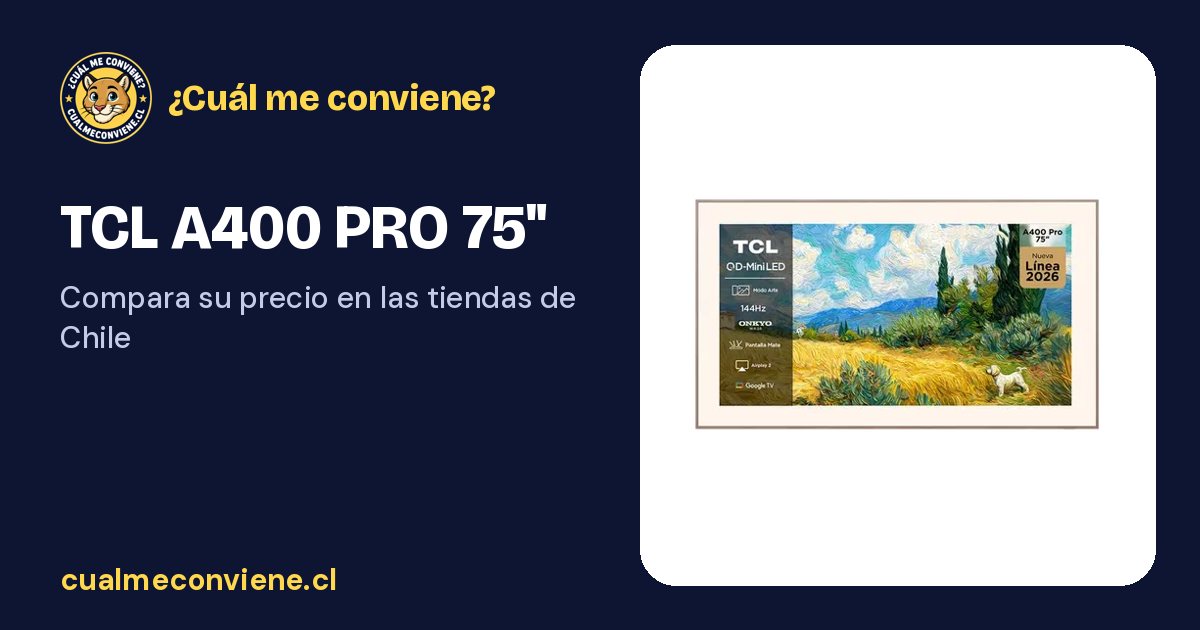 ¿CUÁL ME CONVIENE?
CUALMECONVIENE.CL
¿Cuál me conviene?
TCL A400 PRO 75"
Compara su precio en las tiendas de
Chile
cualmeconviene.cl
TCL
QD-MiniLED
Modo Arte
144Hz
ONKYO
Pantalla Mate
Airplay 2
Google TV
A400 Pro
75"
Nueva
Línea
2026